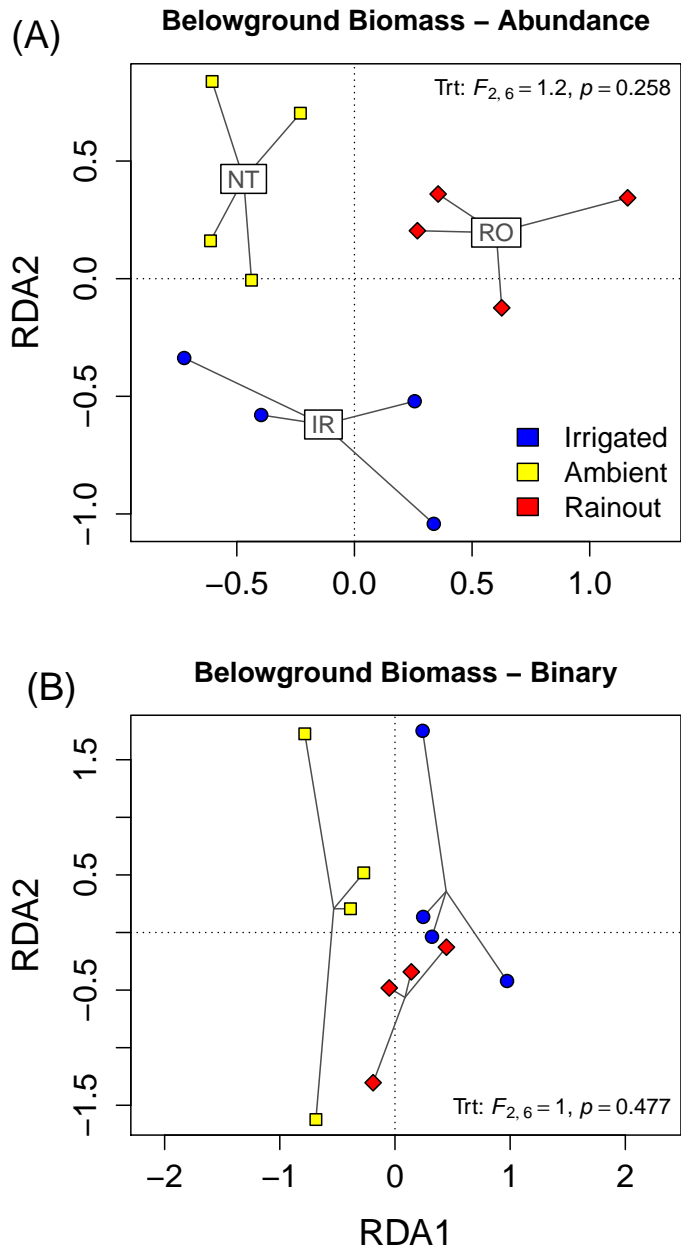 (A)
Belowground Biomass – Abundance
Trt: F2, 6 = 1.2, p = 0.258
RDA2
0.5
0.0
−0.5
−1.0
NT
RO
IR
Irrigated
Ambient
Rainout
−0.5 0.0 0.5 1.0
(B)
Belowground Biomass – Binary
RDA2
1.5
0.5
−0.5
−1.5
Trt: F2, 6 = 1, p = 0.477
−2 −1 0 1 2
RDA1